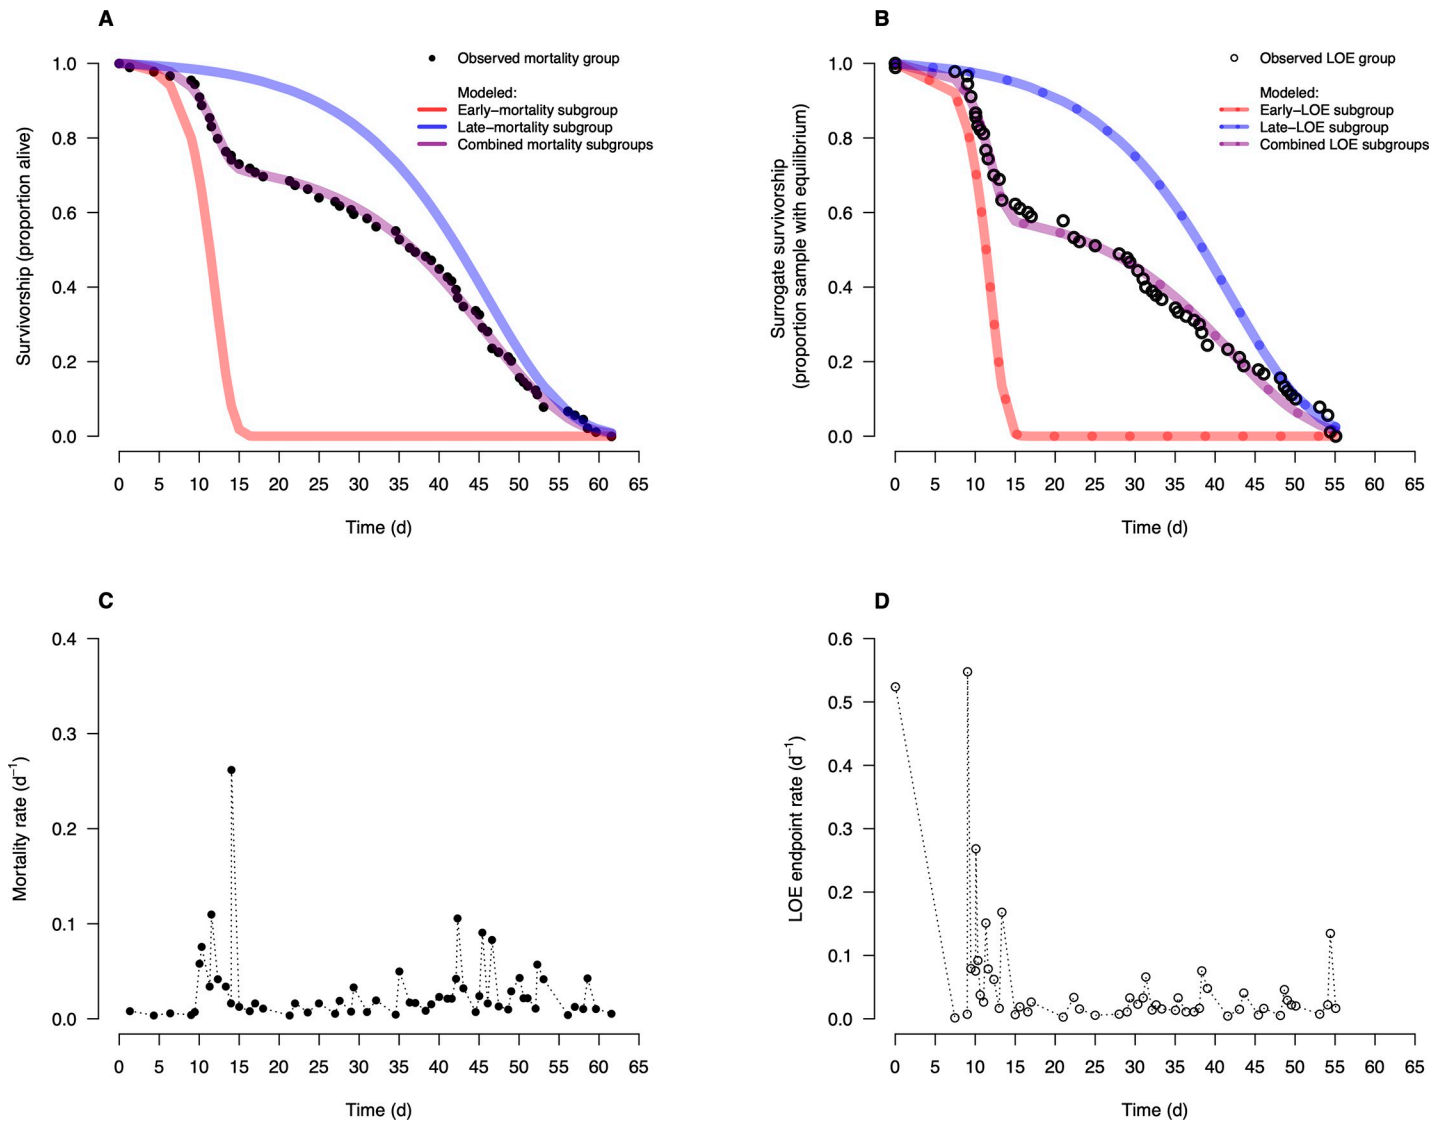 A
Observed mortality group
Modeled:
Early–mortality subgroup
Late–mortality subgroup
Combined mortality subgroups
Survivorship (proportion alive)
1.0
0.8
0.6
0.4
0.2
0.0
0 5 10 15 20 25 30 35 40 45 50 55 60 65
Time (d)
B
Observed LOE group
Modeled:
Early–LOE subgroup
Late–LOE subgroup
Combined LOE subgroups
Surrogate survivorship
(proportion sample with equilibrium)
1.0
0.8
0.6
0.4
0.2
0.0
0 5 10 15 20 25 30 35 40 45 50 55 60 65
Time (d)
C
Mortality rate (d⁻¹)
0.4
0.3
0.2
0.1
0.0
0 5 10 15 20 25 30 35 40 45 50 55 60 65
Time (d)
D
LOE endpoint rate (d⁻¹)
0.6
0.5
0.4
0.3
0.2
0.1
0.0
0 5 10 15 20 25 30 35 40 45 50 55 60 65
Time (d)